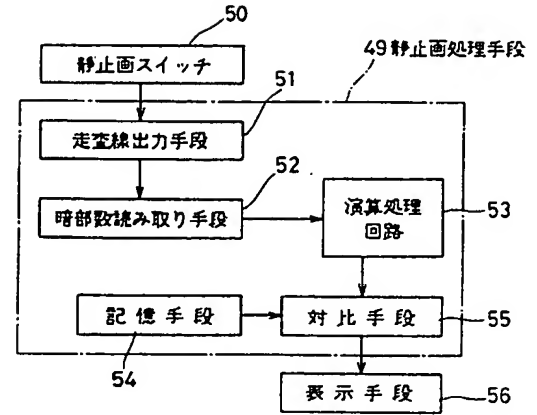 50
49 静止画処理手段
静止画スイッチ
51
走査線出力手段
52
暗部数読み取り手段
演算処理
回路
53
記憶手段
対比手段
55
54
表示手段
56